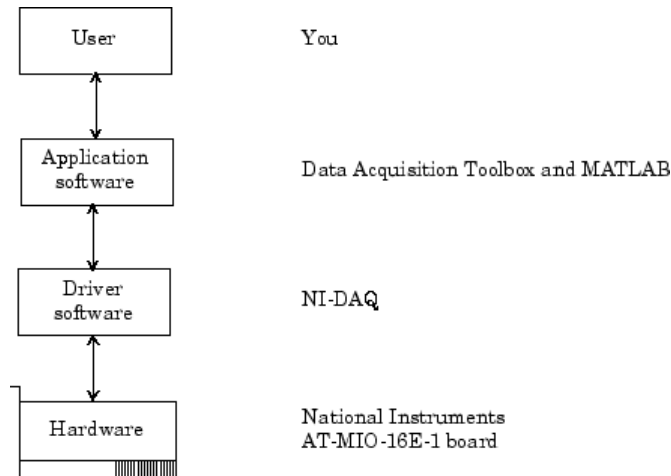 User
You
Application
software
Data Acquisition Toolbox and MATLAB
Driver
software
NI-DAQ
Hardware
National Instruments
AT-MIO-16E-1 board